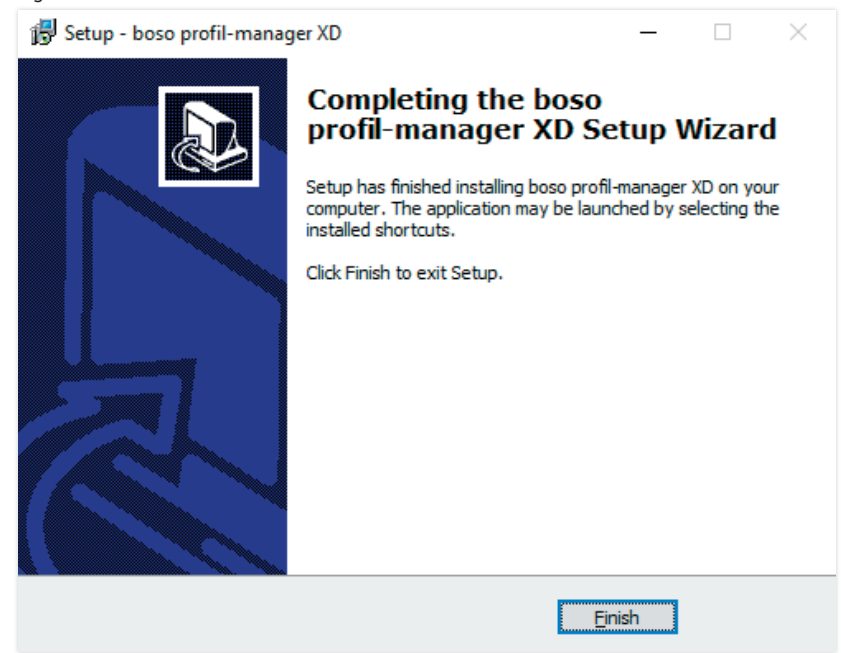 Setup - boso profil-manager XD
Completing the boso
profil-manager XD Setup Wizard
Setup has finished installing boso profil-manager XD on your
computer. The application may be launched by selecting the
installed shortcuts.
Click Finish to exit Setup.
Finish